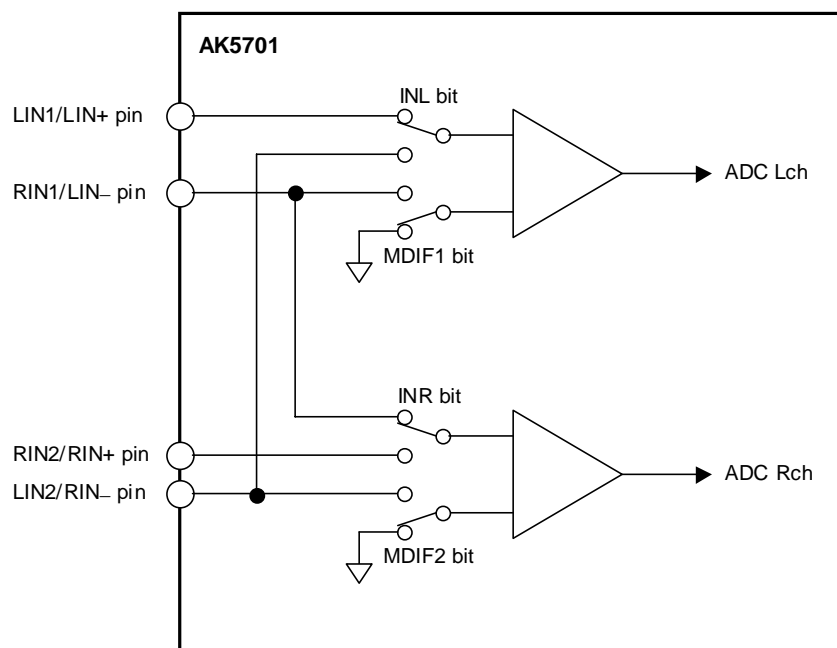 AK5701
LIN1/LIN+ pin
INL bit
ADC Lch
RIN1/LIN− pin
MDIF1 bit
INR bit
RIN2/RIN+ pin
ADC Rch
LIN2/RIN− pin
MDIF2 bit